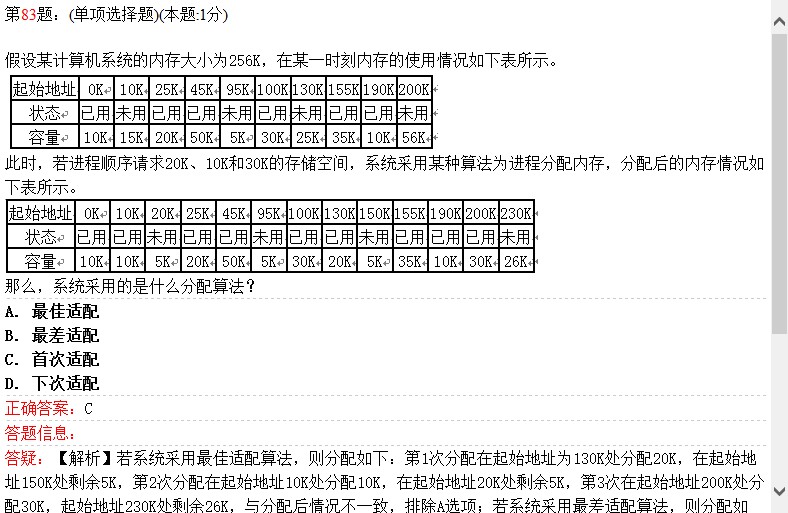 第83题：(单项选择题)(本题:1分)
假设某计算机系统的内存大小为256K，在某一时刻内存的使用情况如下表所示。
起始地址 0K 10K 25K 45K 95K 100K 130K 155K 190K 200K
状态 已用 未用 已用 已用 未用 已用 未用 已用 已用 未用
容量 10K 15K 20K 50K 5K 30K 25K 35K 10K 56K
此时，若进程顺序请求20K、10K和30K的存储空间，系统采用某种算法为进程分配内存，分配后的内存情况如
下表所示。
起始地址 0K 10K 20K 25K 45K 95K 100K 130K 150K 155K 190K 200K 230K
状态 已用 已用 未用 已用 已用 未用 已用 已用 未用 已用 已用 已用 未用
容量 10K 10K 5K 20K 50K 5K 30K 20K 5K 35K 10K 30K 26K
那么，系统采用的是什么分配算法？
A. 最佳适配
B. 最差适配
C. 首次适配
D. 下次适配
正确答案：C
答题信息：
答疑：【解析】若系统采用最佳适配算法，则分配如下：第1次分配在起始地址为130K处分配20K，在起始地
址150K处剩余5K，第2次分配在起始地址10K处分配10K，在起始地址20K处剩余5K，第3次在起始地址200K处分
配30K，起始地址230K处剩余26K，与分配后情况不一致，排除A选项；若系统采用最差适配算法，则分配如